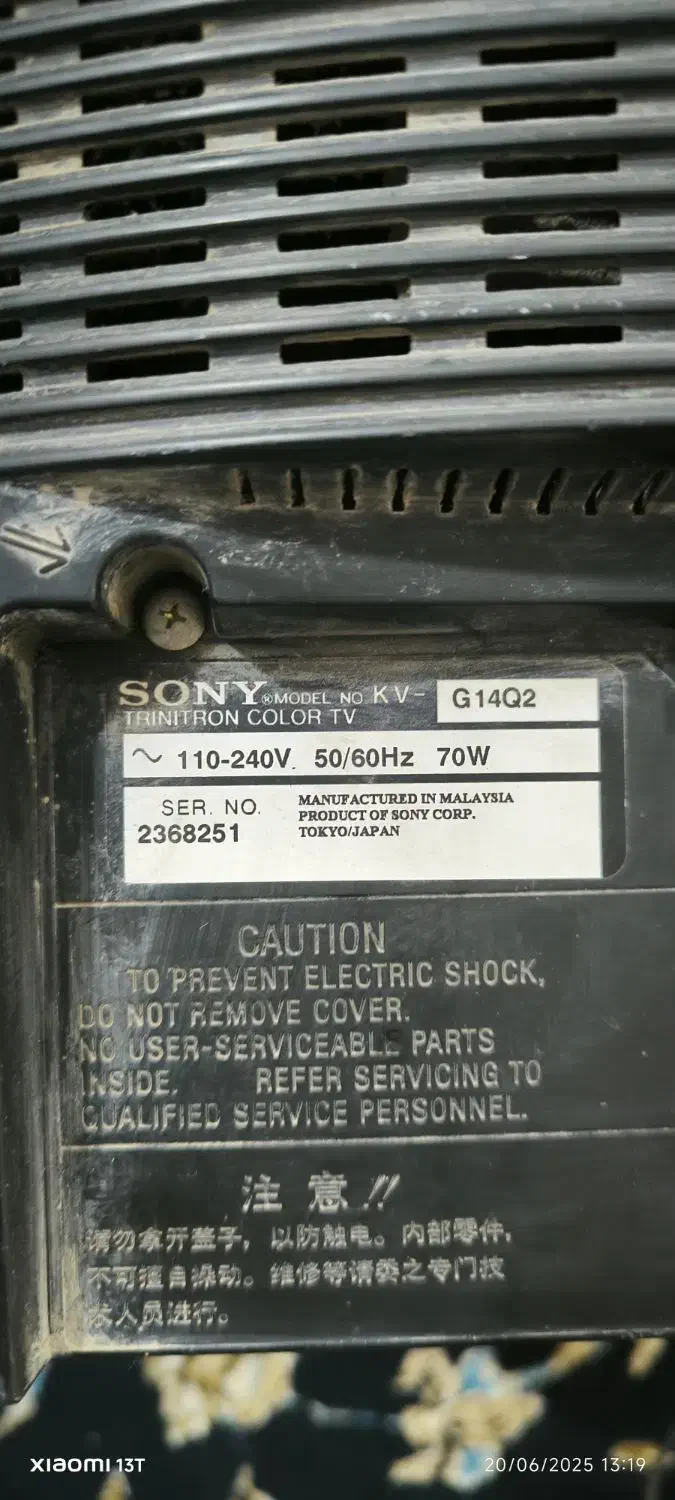 SONY® MODEL NO KV- G14Q2
TRINITRON COLOR TV
~ 110-240V. 50/60Hz 70W
SER. NO.
2368251
MANUFACTURED IN MALAYSIA
PRODUCT OF SONY CORP.
TOKYO/JAPAN
CAUTION
TO PREVENT ELECTRIC SHOCK,
DO NOT REMOVE COVER.
NO USER-SERVICEABLE PARTS
INSIDE. REFER SERVICING TO
QUALIFIED SERVICE PERSONNEL.
注 意!!
请勿拿开盖子, 以防触电。内部零件,
不可擅自操动。维修等请委之专门技
人员进行。
XIAOMI 13T
20/06/2025 13:19